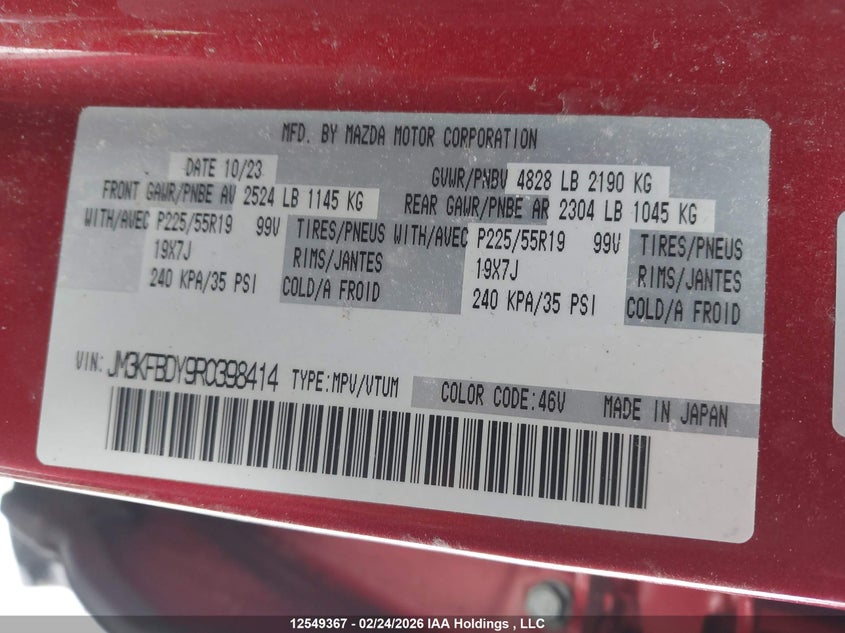 MFD. BY MAZDA MOTOR CORPORATION
DATE 10/23 GVWR/PNBV 4828 LB 2190 KG
FRONT GAWR/PNBE AV 2524 LB 1145 KG REAR GAWR/PNBE AR 2304 LB 1045 KG
WITH/AVEC P225/55R19 99V TIRES/PNEUS WITH/AVEC P225/55R19 99V TIRES/PNEUS
19X7J RIMS/JANTES 19X7J RIMS/JANTES
240 KPA/35 PSI COLD/A FROID 240 KPA/35 PSI COLD/A FROID
VIN: JM3KFBDY9R0398414 TYPE:MPV/VTUM COLOR CODE:46V MADE IN JAPAN
12549367 - 02/24/2026 IAA Holdings , LLC